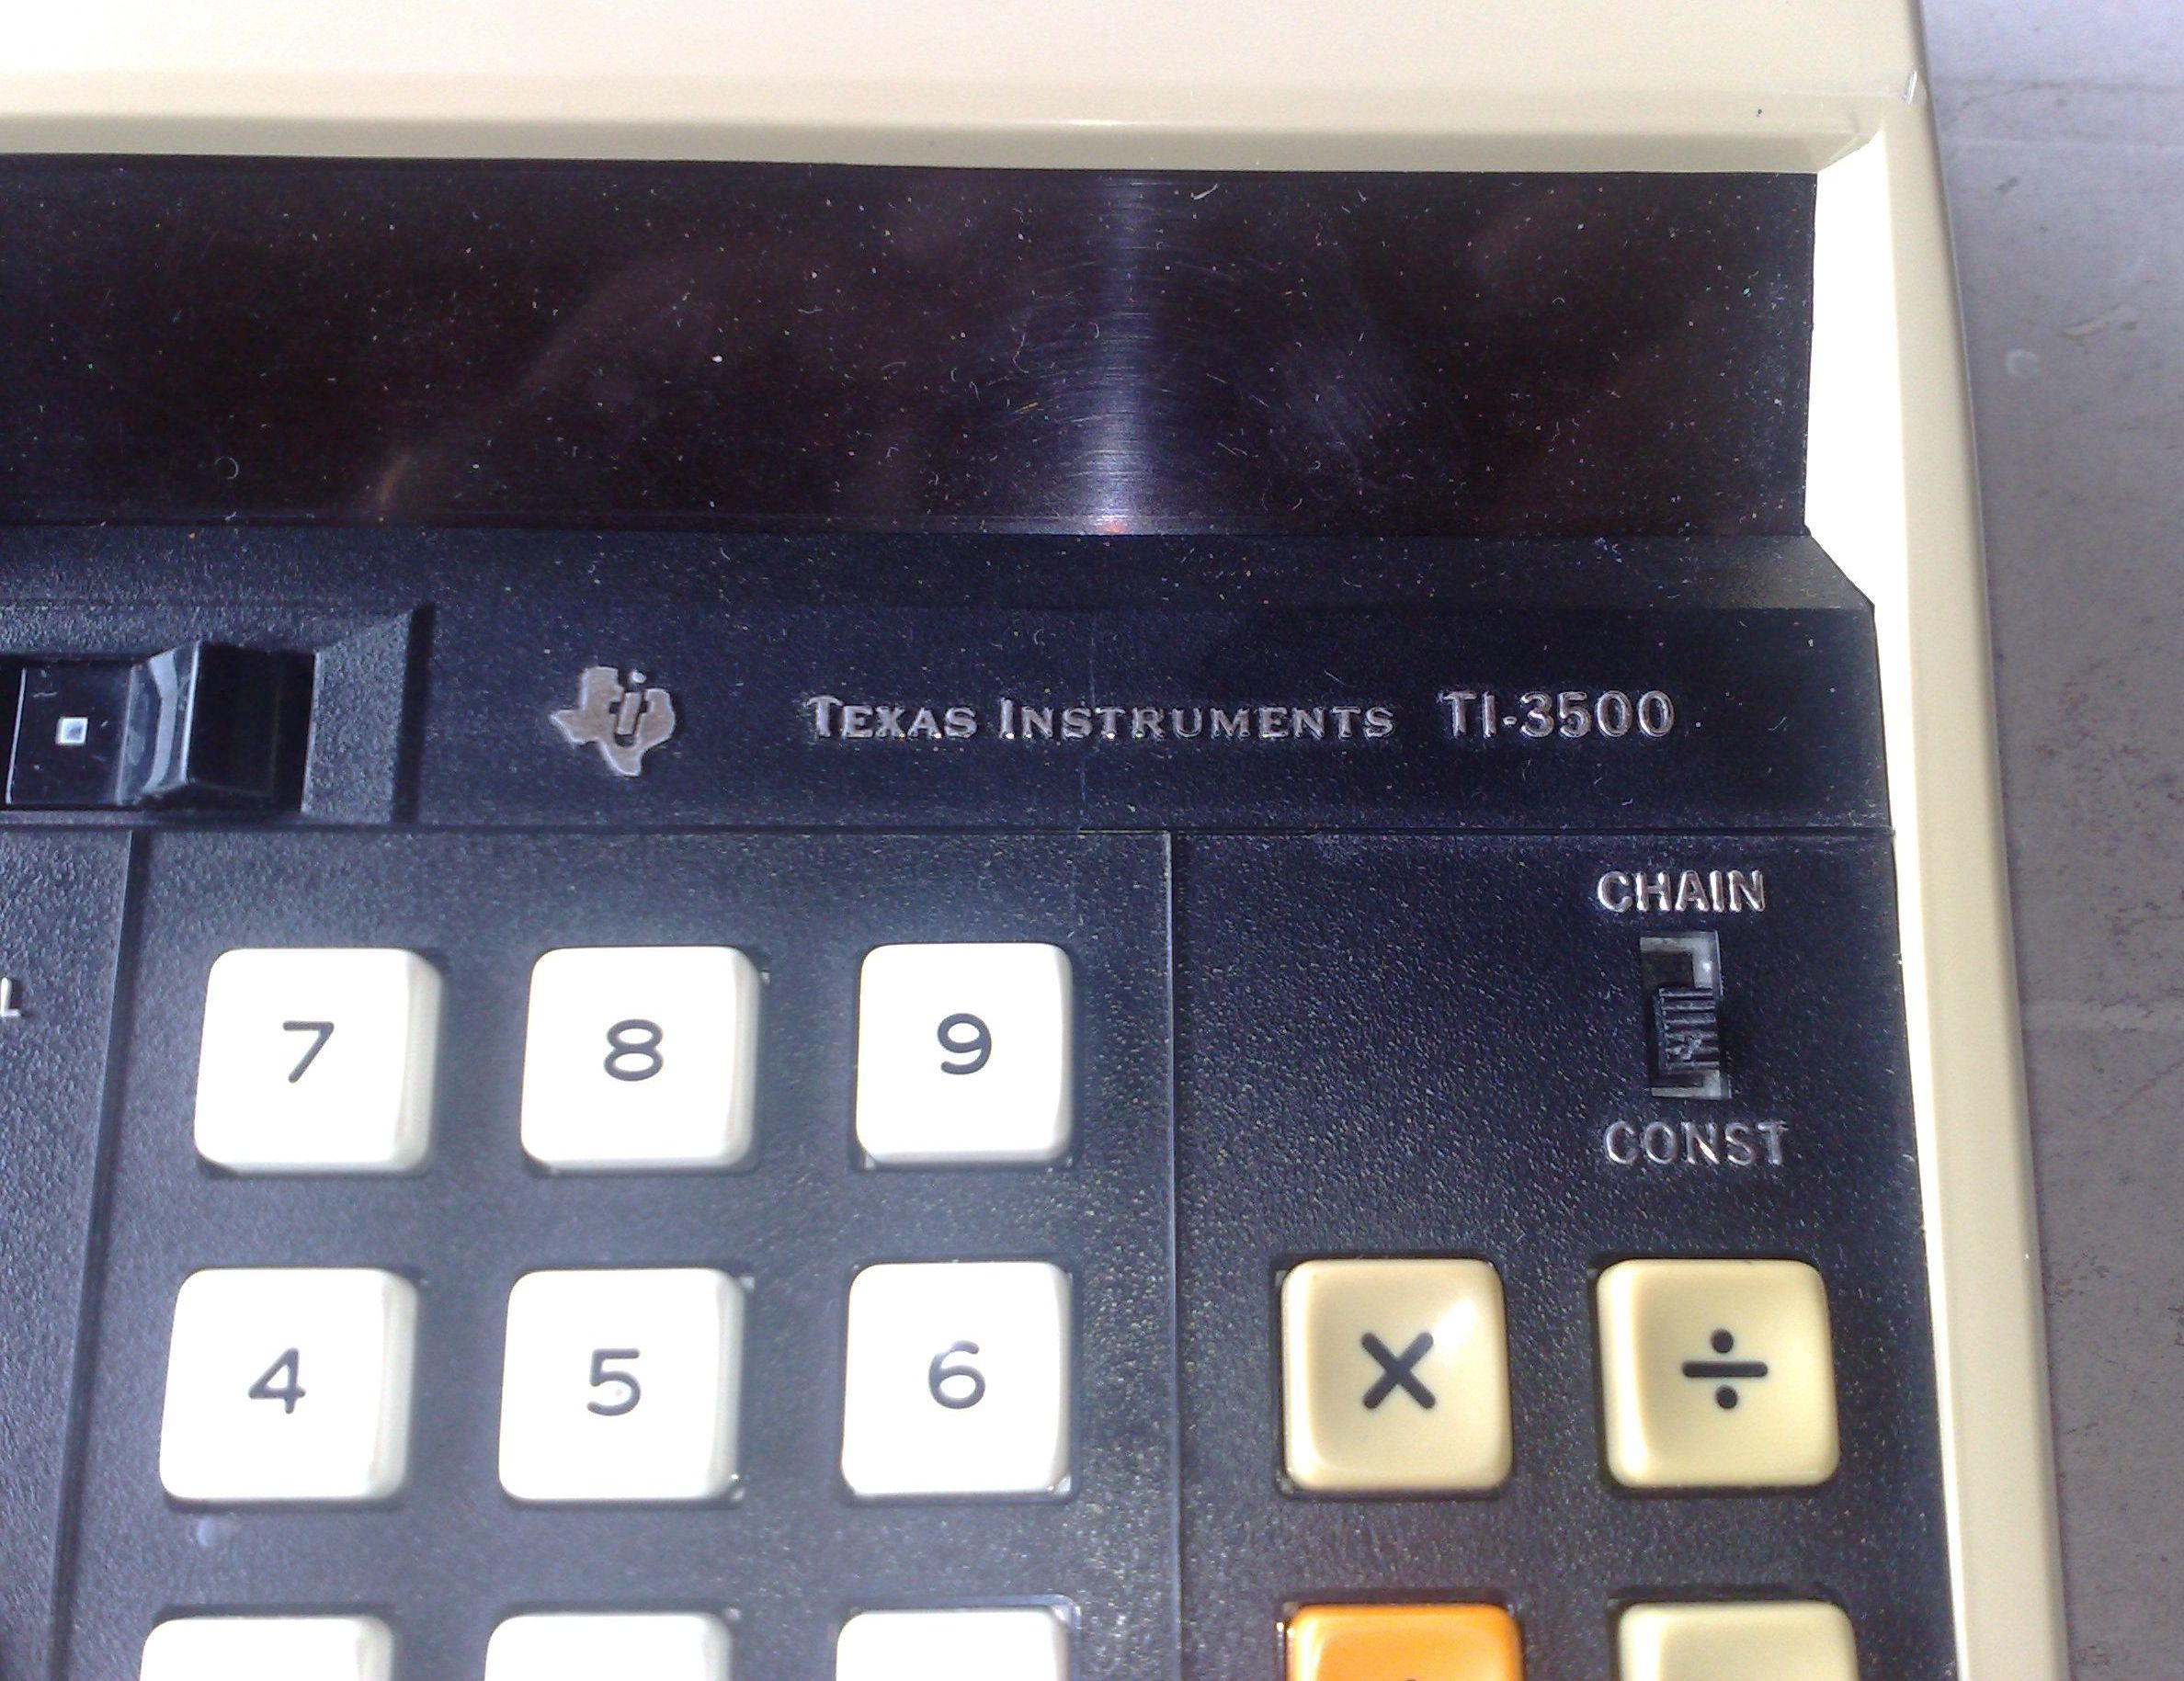 TEXAS INSTRUMENTS TI-3500
CHAIN
L
CONST
7 8 9
4 5 6 × ÷